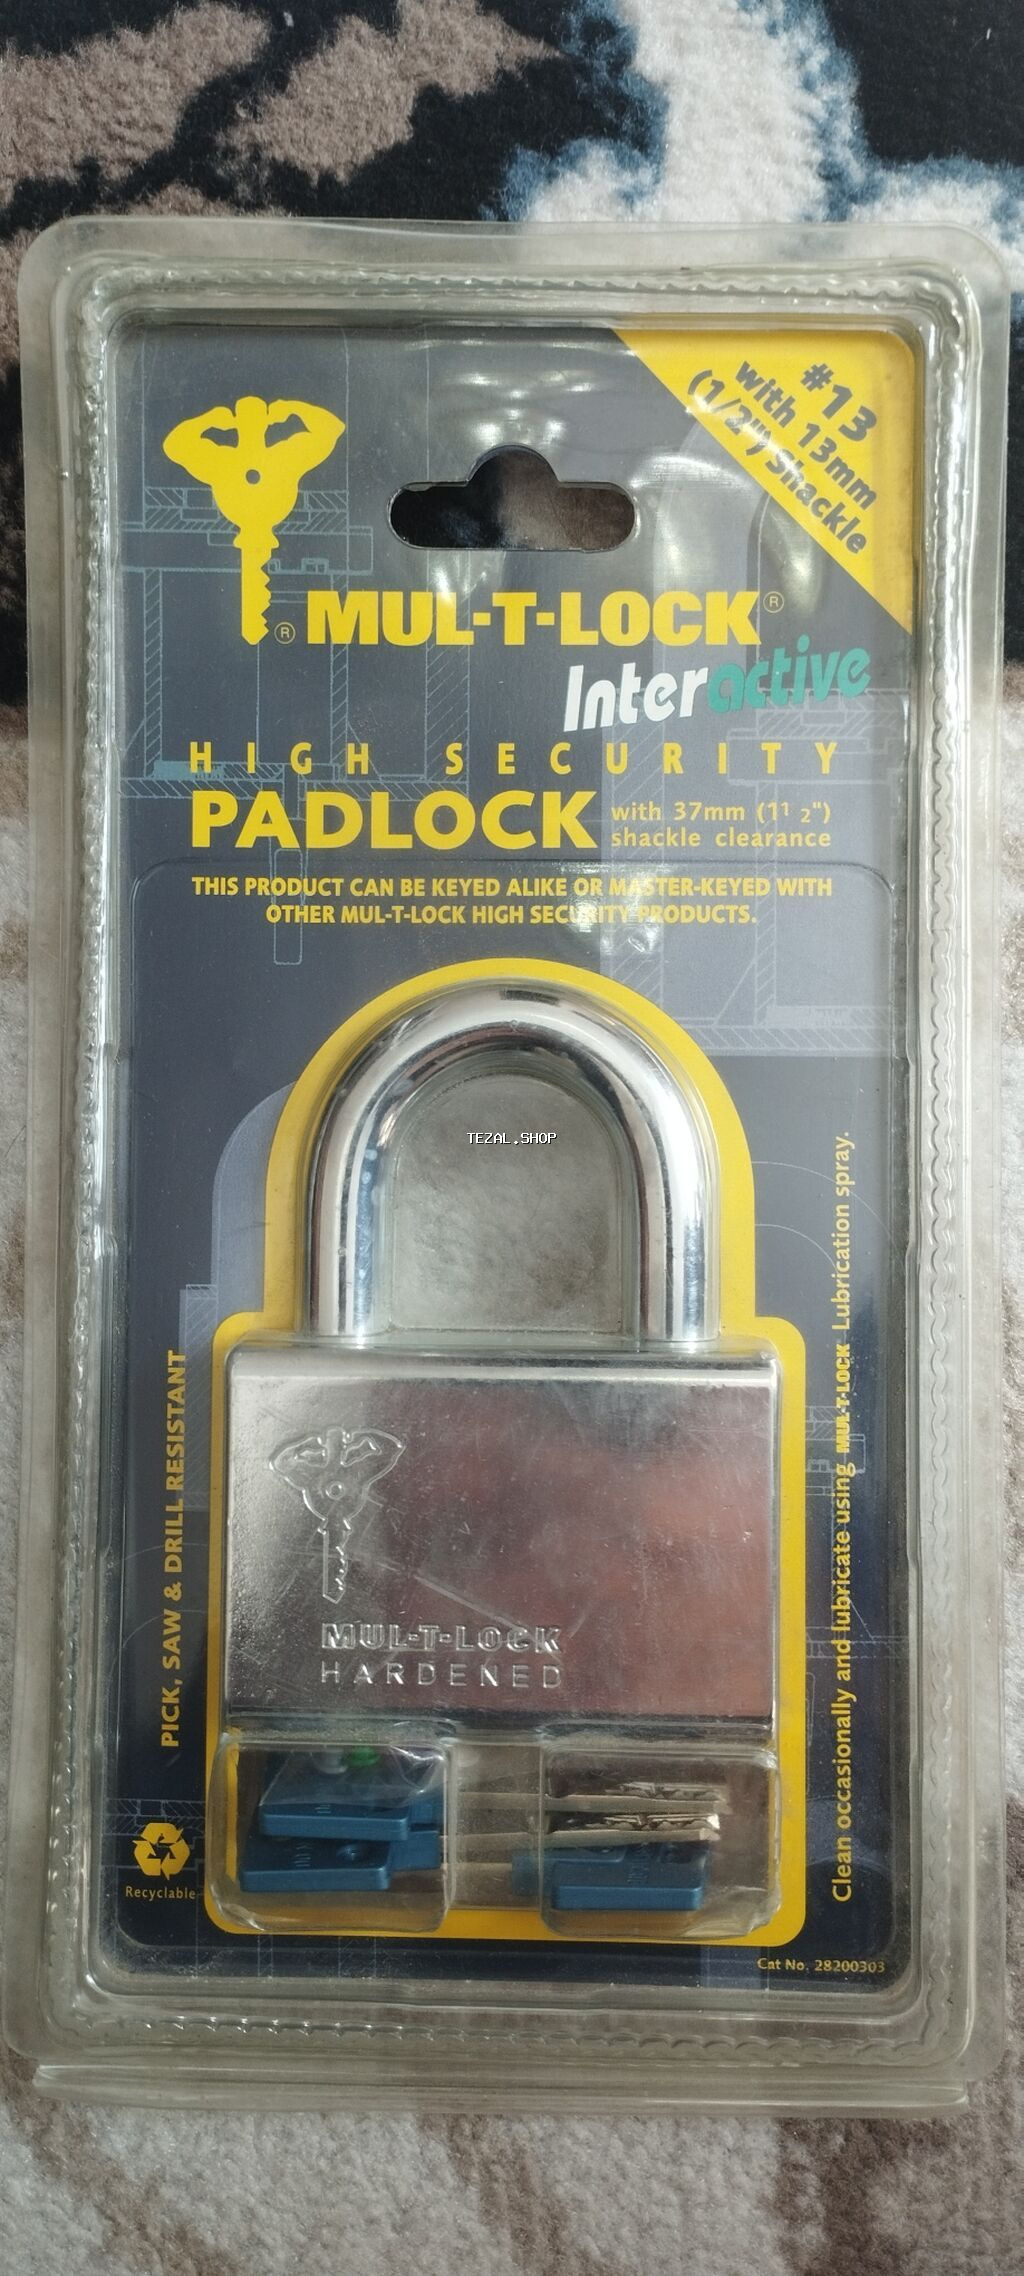 #13
with 13mm
(1/2") Shackle
® MUL-T-LOCK®
Interactive
HIGH SECURITY
PADLOCK with 37mm (1 1/2")
shackle clearance
THIS PRODUCT CAN BE KEYED ALIKE OR MASTER-KEYED WITH
OTHER MUL-T-LOCK HIGH SECURITY PRODUCTS.
TEZAL.SHOP
PICK, SAW & DRILL RESISTANT
Clean occasionally and lubricate using MUL-T-LOCK Lubrication spray.
MUL-T-LOCK
HARDENED
Recyclable
Cat No. 28200303